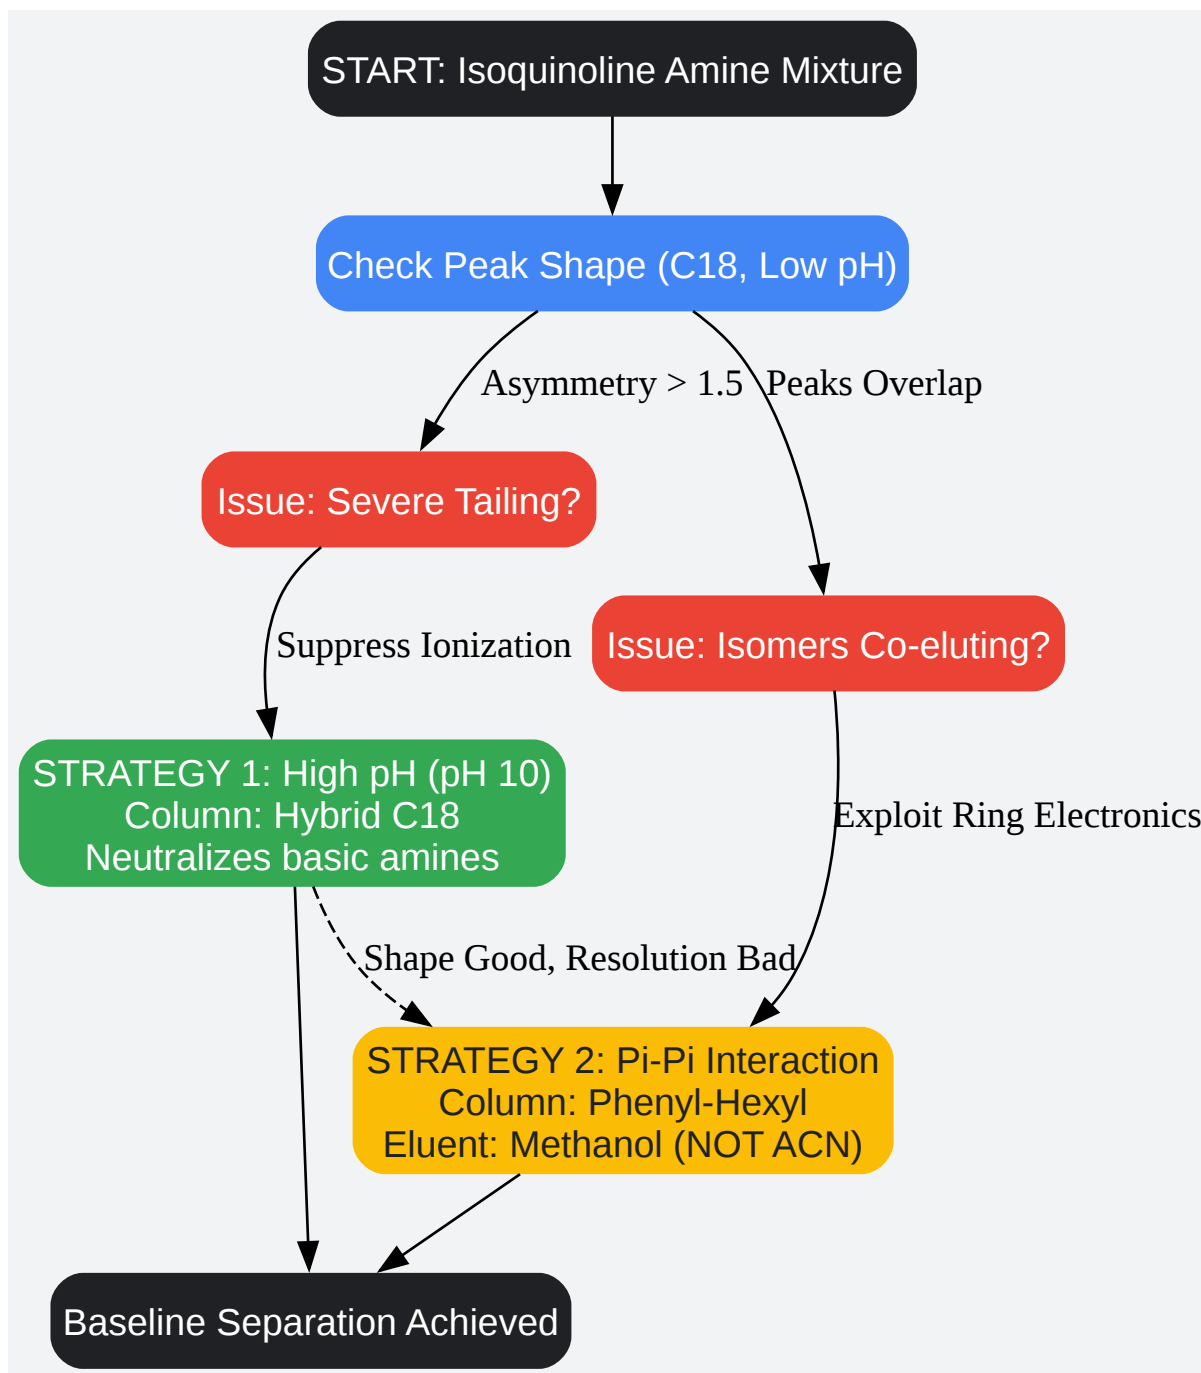 START: Isoquinoline Amine Mixture
Check Peak Shape (C18, Low pH)
Asymmetry > 1.5
Peaks Overlap
Issue: Severe Tailing?
Suppress Ionization
Issue: Isomers Co-eluting?
STRATEGY 1: High pH (pH 10)
Column: Hybrid C18
Neutralizes basic amines
Exploit Ring Electronics
Shape Good, Resolution Bad
STRATEGY 2: Pi-Pi Interaction
Column: Phenyl-Hexyl
Eluent: Methanol (NOT ACN)
Baseline Separation Achieved